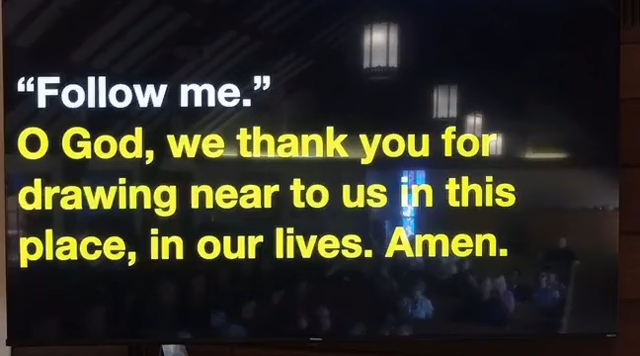 “Follow me.”
O God, we thank you for
drawing near to us in this
place, in our lives. Amen.